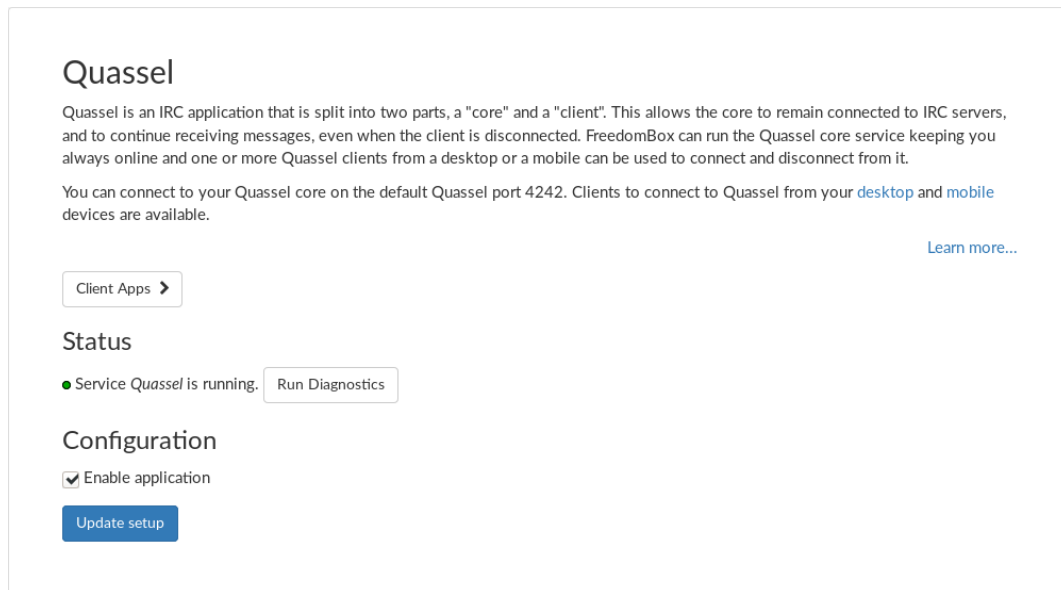 Quassel
Quassel is an IRC application that is split into two parts, a "core" and a "client". This allows the core to remain connected to IRC servers,
and to continue receiving messages, even when the client is disconnected. FreedomBox can run the Quassel core service keeping you
always online and one or more Quassel clients from a desktop or a mobile can be used to connect and disconnect from it.
You can connect to your Quassel core on the default Quassel port 4242. Clients to connect to Quassel from your desktop and mobile
devices are available.
Learn more...
Client Apps
Status
Service Quassel is running. Run Diagnostics
Configuration
Enable application
Update setup